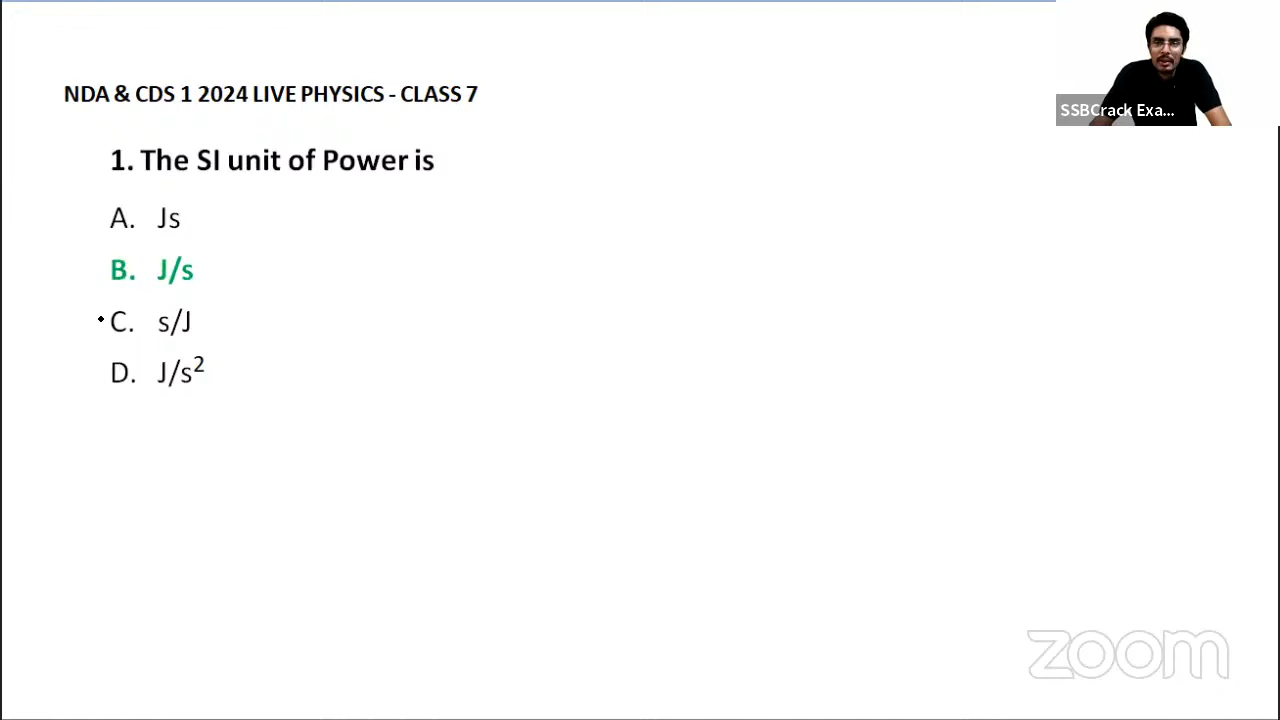 NDA & CDS 1 2024 LIVE PHYSICS - CLASS 7
SSBCrack Exa...
1. The SI unit of Power is
A. Js
B. J/s
C. s/J
D. J/s²
zoom